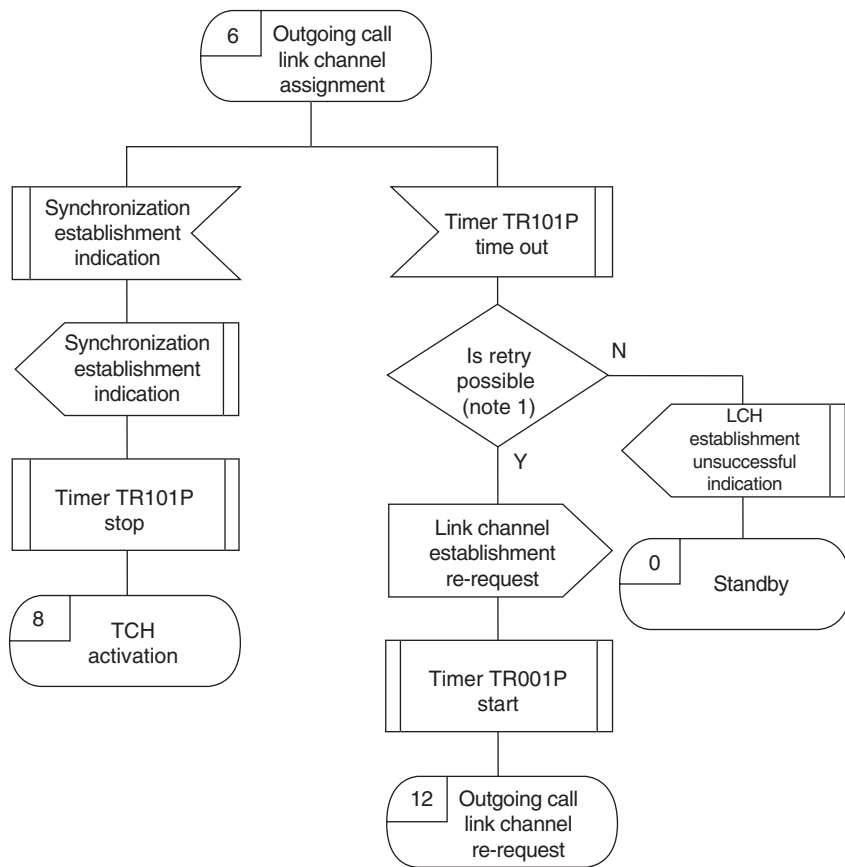 6
Outgoing call
link channel
assignment
Synchronization
establishment
indication
Timer TR101P
time out
Synchronization
establishment
indication
Is retry
possible
(note 1)
N
Y
LCH
establishment
unsuccessful
indication
Timer TR101P
stop
Link channel
establishment
re-request
0
Standby
8
TCH
activation
Timer TR001P
start
12
Outgoing call
link channel
re-request